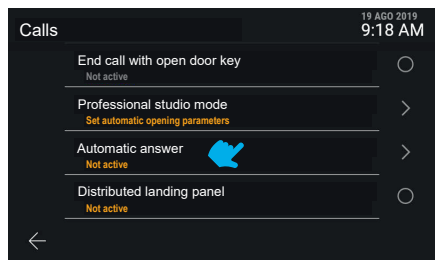 19 AGO 2019
Calls
9:18 AM
End call with open door key
Not active
Professional studio mode
Set automatic opening parameters
Automatic answer
Not active
Distributed landing panel
Not active